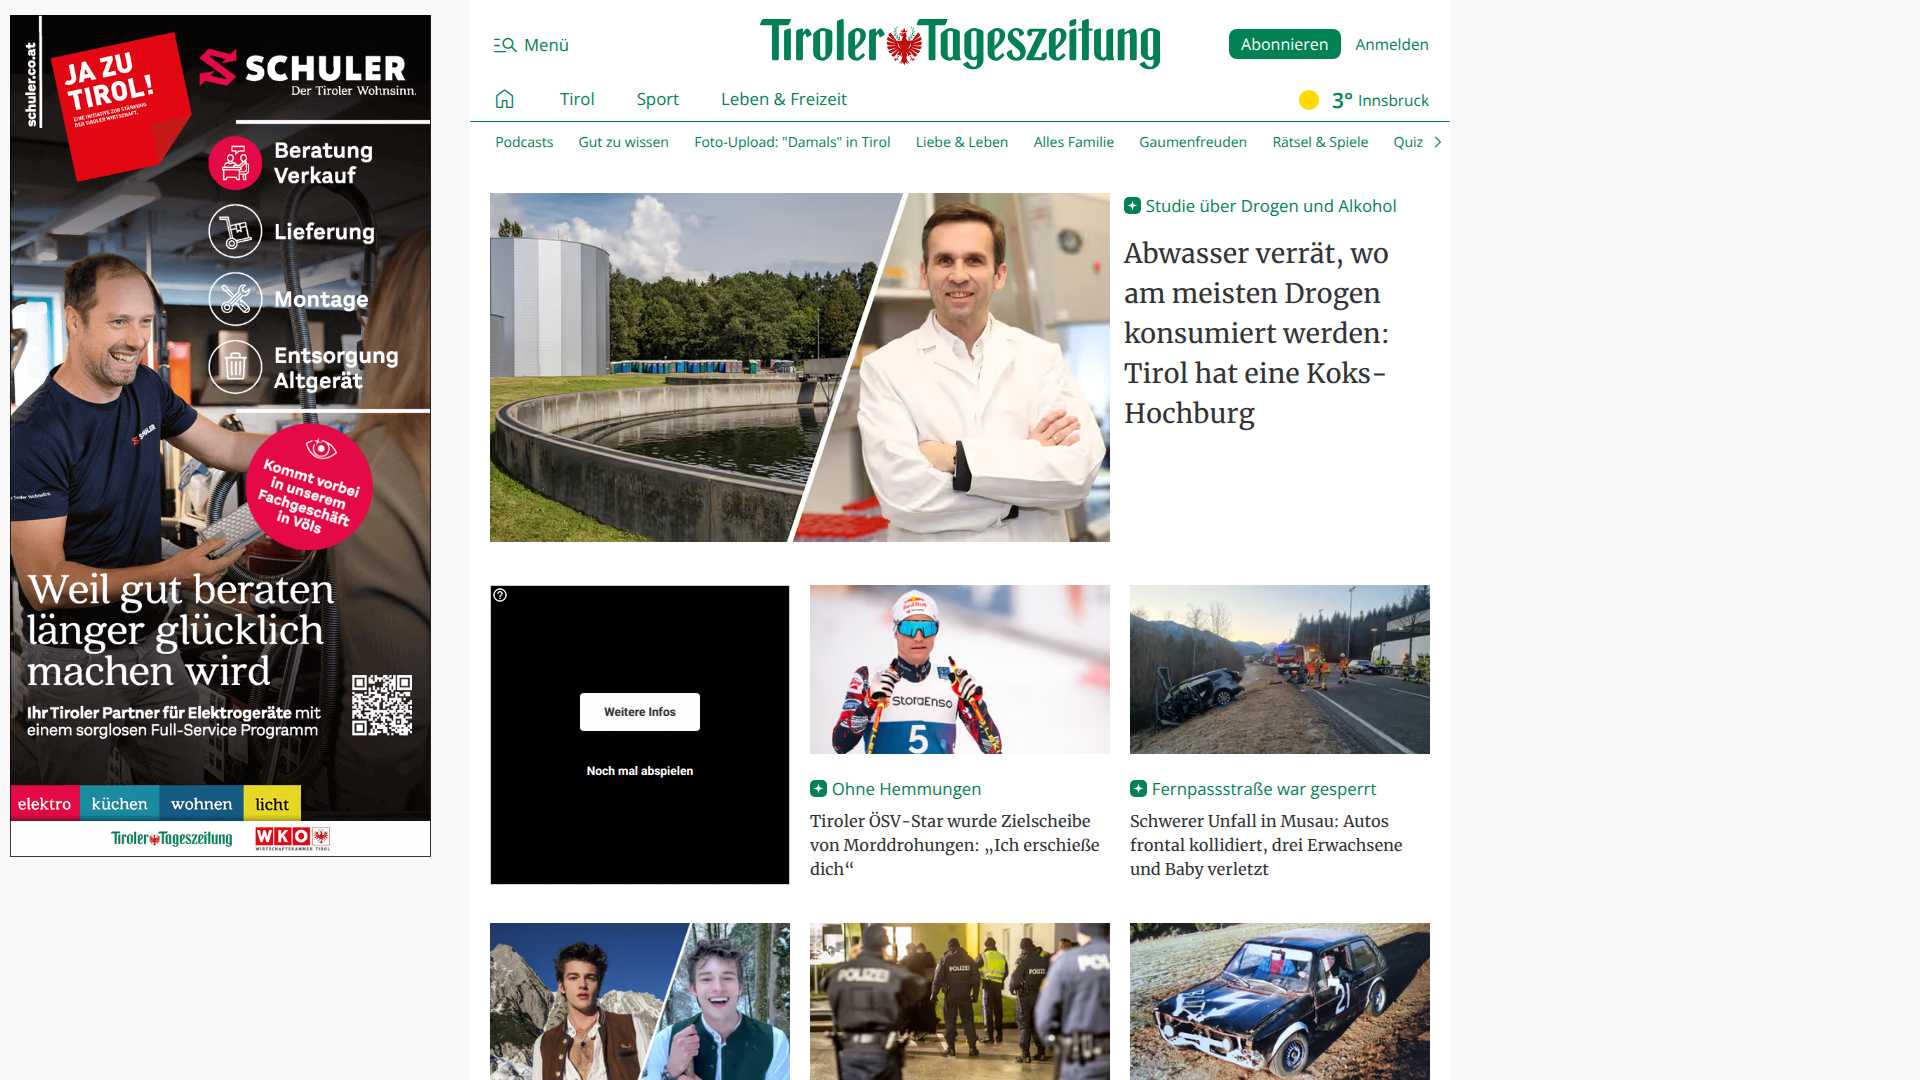 schuler.co.at
JA ZU
TIROL!
EINE INITIATIVE ZUR STÄRKUNG
DER TIROLER WIRTSCHAFT.
SCHULER
Der Tiroler Wohnsinn.
Beratung
Verkauf
Lieferung
Montage
Entsorgung
Altgerät
SCHULER
Kommt vorbei
in unserem
Fachgeschäft
in Völs
Weil gut beraten
länger glücklich
machen wird
Ihr Tiroler Partner für Elektrogeräte mit
einem sorglosen Full-Service Programm
elektro küchen wohnen licht
Tiroler Tageszeitung WKO
WIRTSCHAFTSKAMMER TIROL
Menü
Tiroler Tageszeitung
Abonnieren Anmelden
Tirol Sport Leben & Freizeit
3° Innsbruck
Podcasts Gut zu wissen Foto-Upload: "Damals" in Tirol Liebe & Leben Alles Familie Gaumenfreuden Rätsel & Spiele Quiz
Studie über Drogen und Alkohol
Abwasser verrät, wo
am meisten Drogen
konsumiert werden:
Tirol hat eine Koks-
Hochburg
Weitere Infos
Noch mal abspielen
Red Bull
StoraEnso
5
Ohne Hemmungen
Tiroler ÖSV-Star wurde Zielscheibe
von Morddrohungen: „Ich erschieße
dich“
Fernpassstraße war gesperrt
Schwerer Unfall in Musau: Autos
frontal kollidiert, drei Erwachsene
und Baby verletzt
POLIZEI
POLIZEI
POLIZEI
POL
21